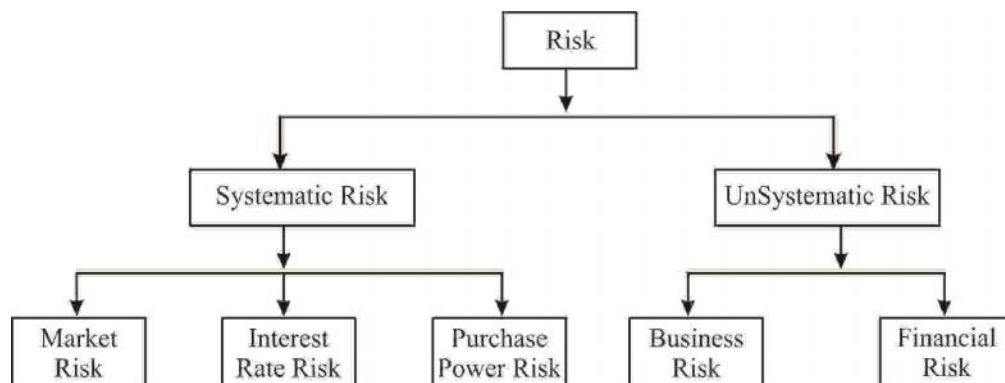 Risk
Systematic Risk
UnSystematic Risk
Market
Risk
Interest
Rate Risk
Purchase
Power Risk
Business
Risk
Financial
Risk